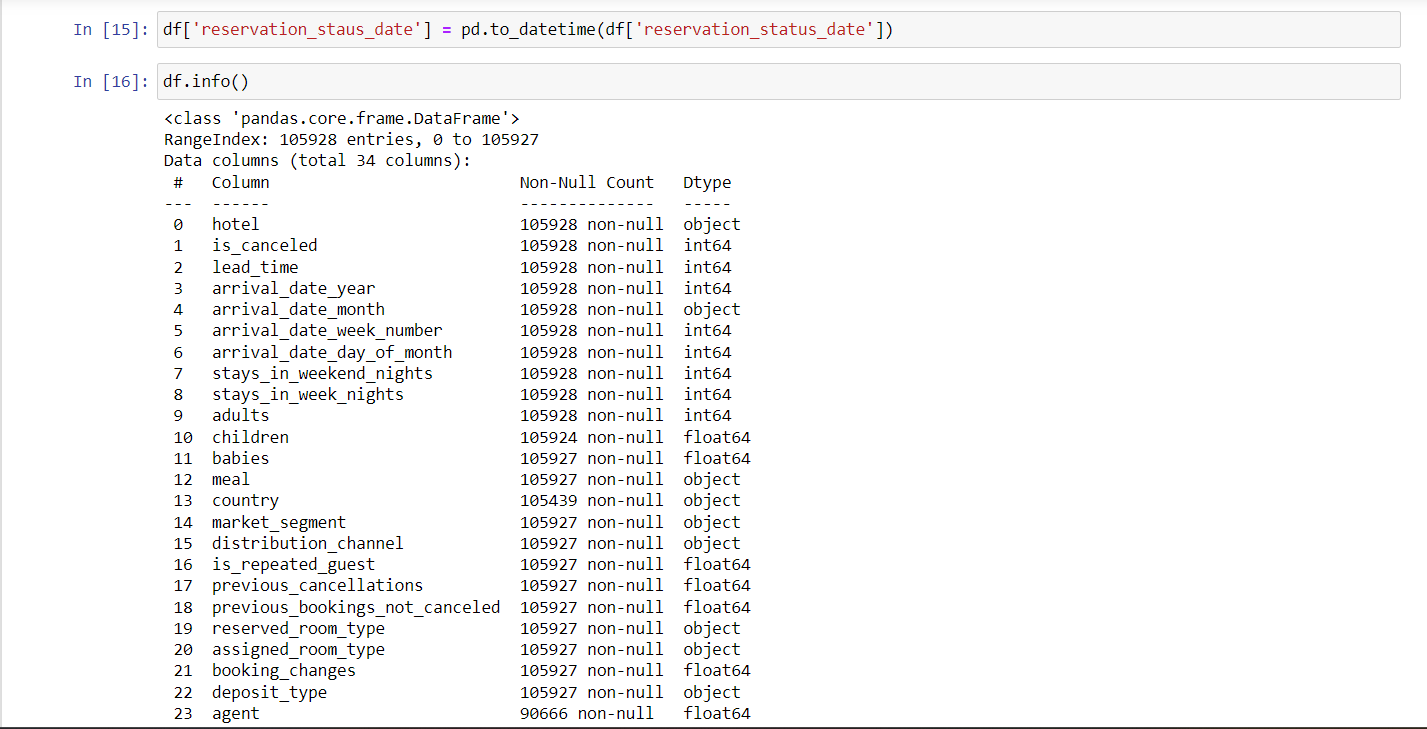 In [15]: df['reservation_staus_date'] = pd.to_datetime(df['reservation_status_date'])
In [16]: df.info()
<class 'pandas.core.frame.DataFrame'>
RangeIndex: 105928 entries, 0 to 105927
Data columns (total 34 columns):
 #   Column                          Non-Null Count   Dtype
---  ------                          --------------   -----
 0   hotel                           105928 non-null  object
 1   is_canceled                     105928 non-null  int64
 2   lead_time                       105928 non-null  int64
 3   arrival_date_year               105928 non-null  int64
 4   arrival_date_month              105928 non-null  object
 5   arrival_date_week_number        105928 non-null  int64
 6   arrival_date_day_of_month       105928 non-null  int64
 7   stays_in_weekend_nights         105928 non-null  int64
 8   stays_in_week_nights            105928 non-null  int64
 9   adults                          105928 non-null  int64
 10  children                        105924 non-null  float64
 11  babies                          105927 non-null  float64
 12  meal                            105927 non-null  object
 13  country                         105439 non-null  object
 14  market_segment                  105927 non-null  object
 15  distribution_channel            105927 non-null  object
 16  is_repeated_guest               105927 non-null  float64
 17  previous_cancellations          105927 non-null  float64
 18  previous_bookings_not_canceled  105927 non-null  float64
 19  reserved_room_type              105927 non-null  object
 20  assigned_room_type              105927 non-null  object
 21  booking_changes                 105927 non-null  float64
 22  deposit_type                    105927 non-null  object
 23  agent                           90666 non-null   float64